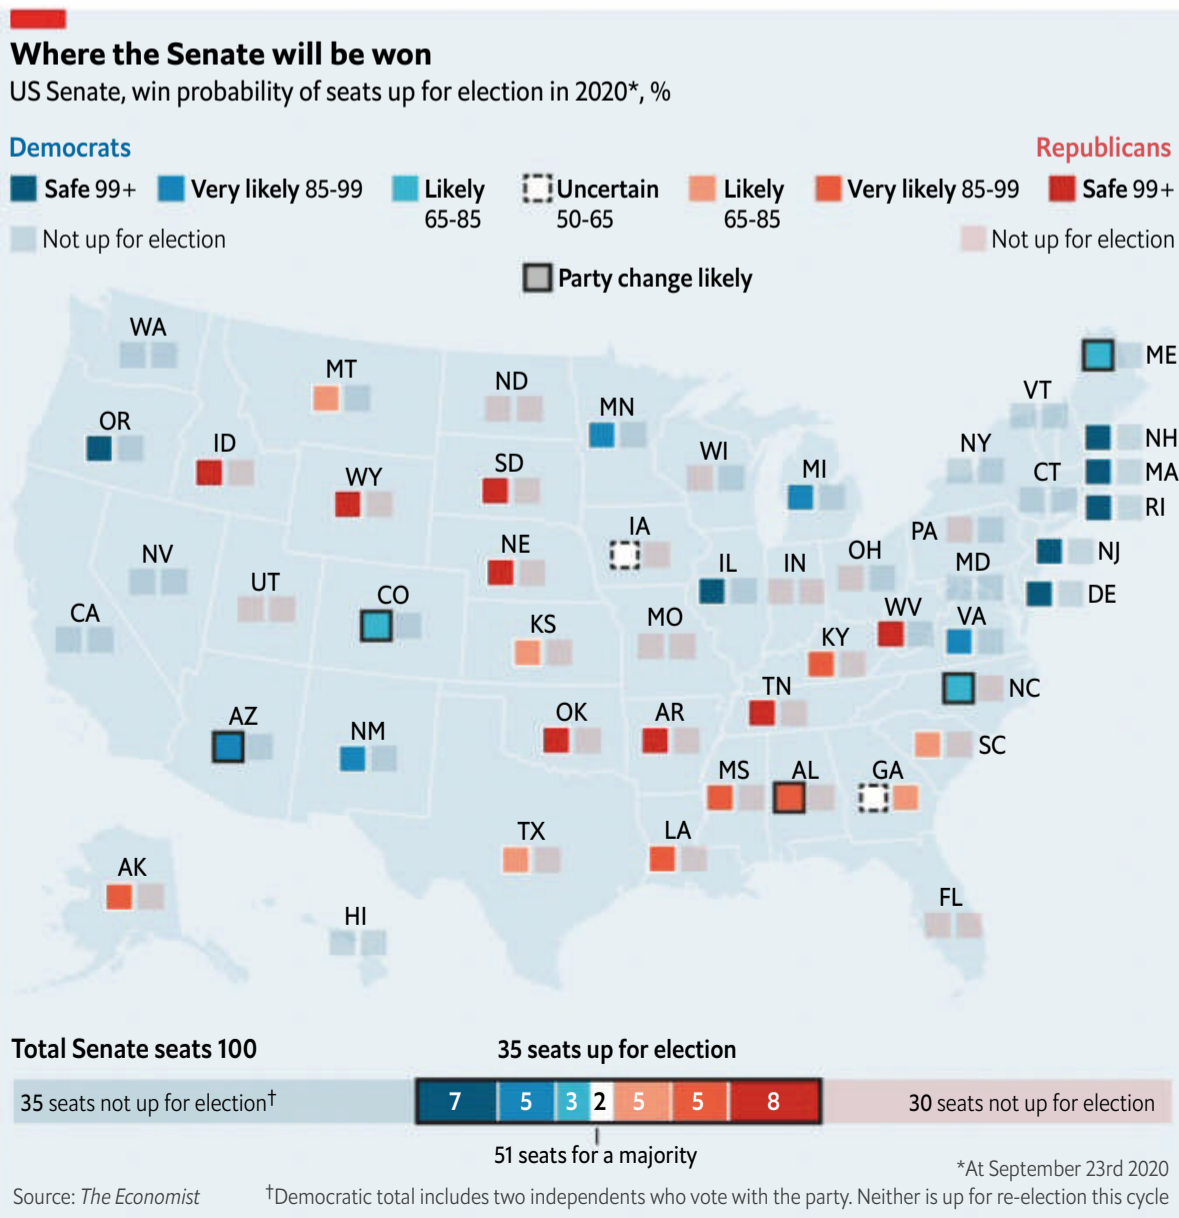 Where the Senate will be won
US Senate, win probability of seats up for election in 2020*, %
Democrats
Republicans
Safe 99+
Very likely 85-99
Likely
65-85
Uncertain
50-65
Likely
65-85
Very likely 85-99
Safe 99+
Not up for election
Not up for election
Party change likely
WA
ME
MT
ND
VT
MN
OR
NH
ID
WI
NY
SD
MI
CT
MA
WY
RI
IA
PA
NE
OH
NJ
NV
IL
IN
MD
UT
DE
CO
WV
CA
KS
MO
VA
KY
TN
NC
AZ
OK
AR
NM
SC
MS
AL
GA
TX
LA
AK
FL
HI
Total Senate seats 100
35 seats up for election
35 seats not up for election†
7
5
3
2
5
5
8
30 seats not up for election
51 seats for a majority
*At September 23rd 2020
Source: The Economist
†Democratic total includes two independents who vote with the party. Neither is up for re-election this cycle